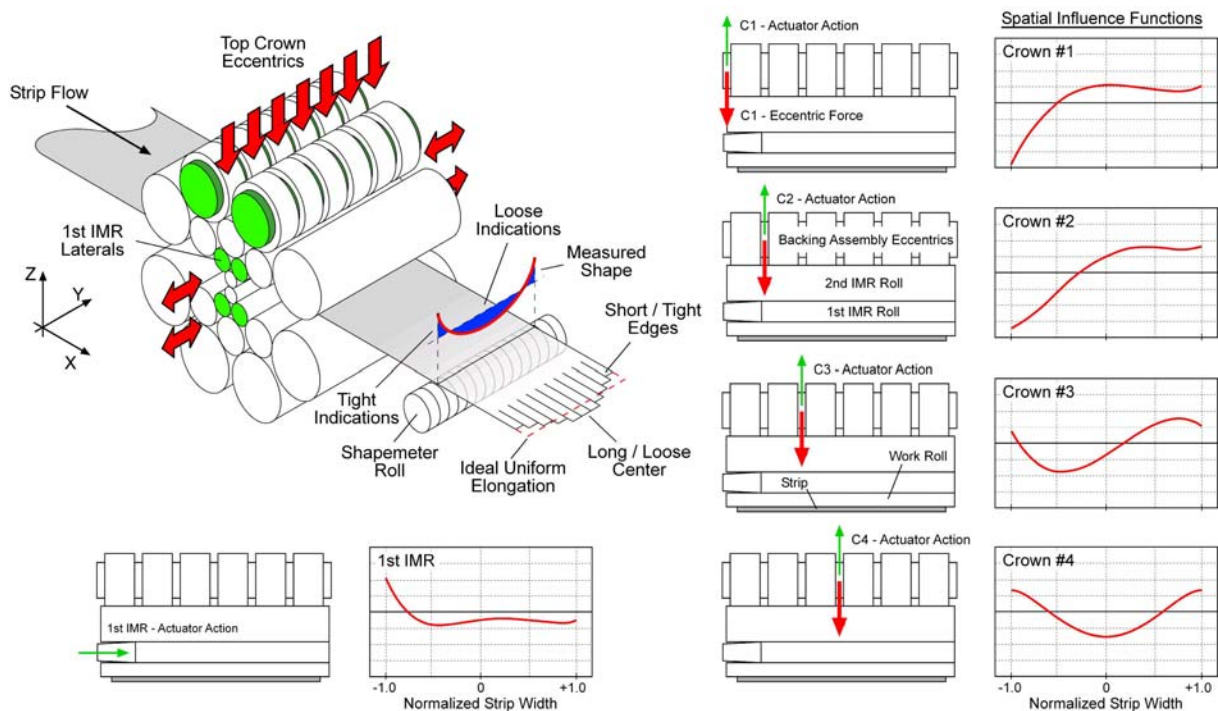 Top Crown
Eccentrics
Strip Flow
1st IMR
Laterals
Z
Y
X
Loose
Indications
Measured
Shape
Short / Tight
Edges
Tight
Indications
Shapemeter
Roll
Ideal Uniform
Elongation
Long / Loose
Center
1st IMR - Actuator Action
1st IMR
-1.0
0
+1.0
Normalized Strip Width
Spatial Influence Functions
C1 - Actuator Action
C1 - Eccentric Force
Crown #1
C2 - Actuator Action
Backing Assembly Eccentrics
2nd IMR Roll
1st IMR Roll
Crown #2
C3 - Actuator Action
Work Roll
Strip
Crown #3
C4 - Actuator Action
Crown #4
-1.0
0
+1.0
Normalized Strip Width